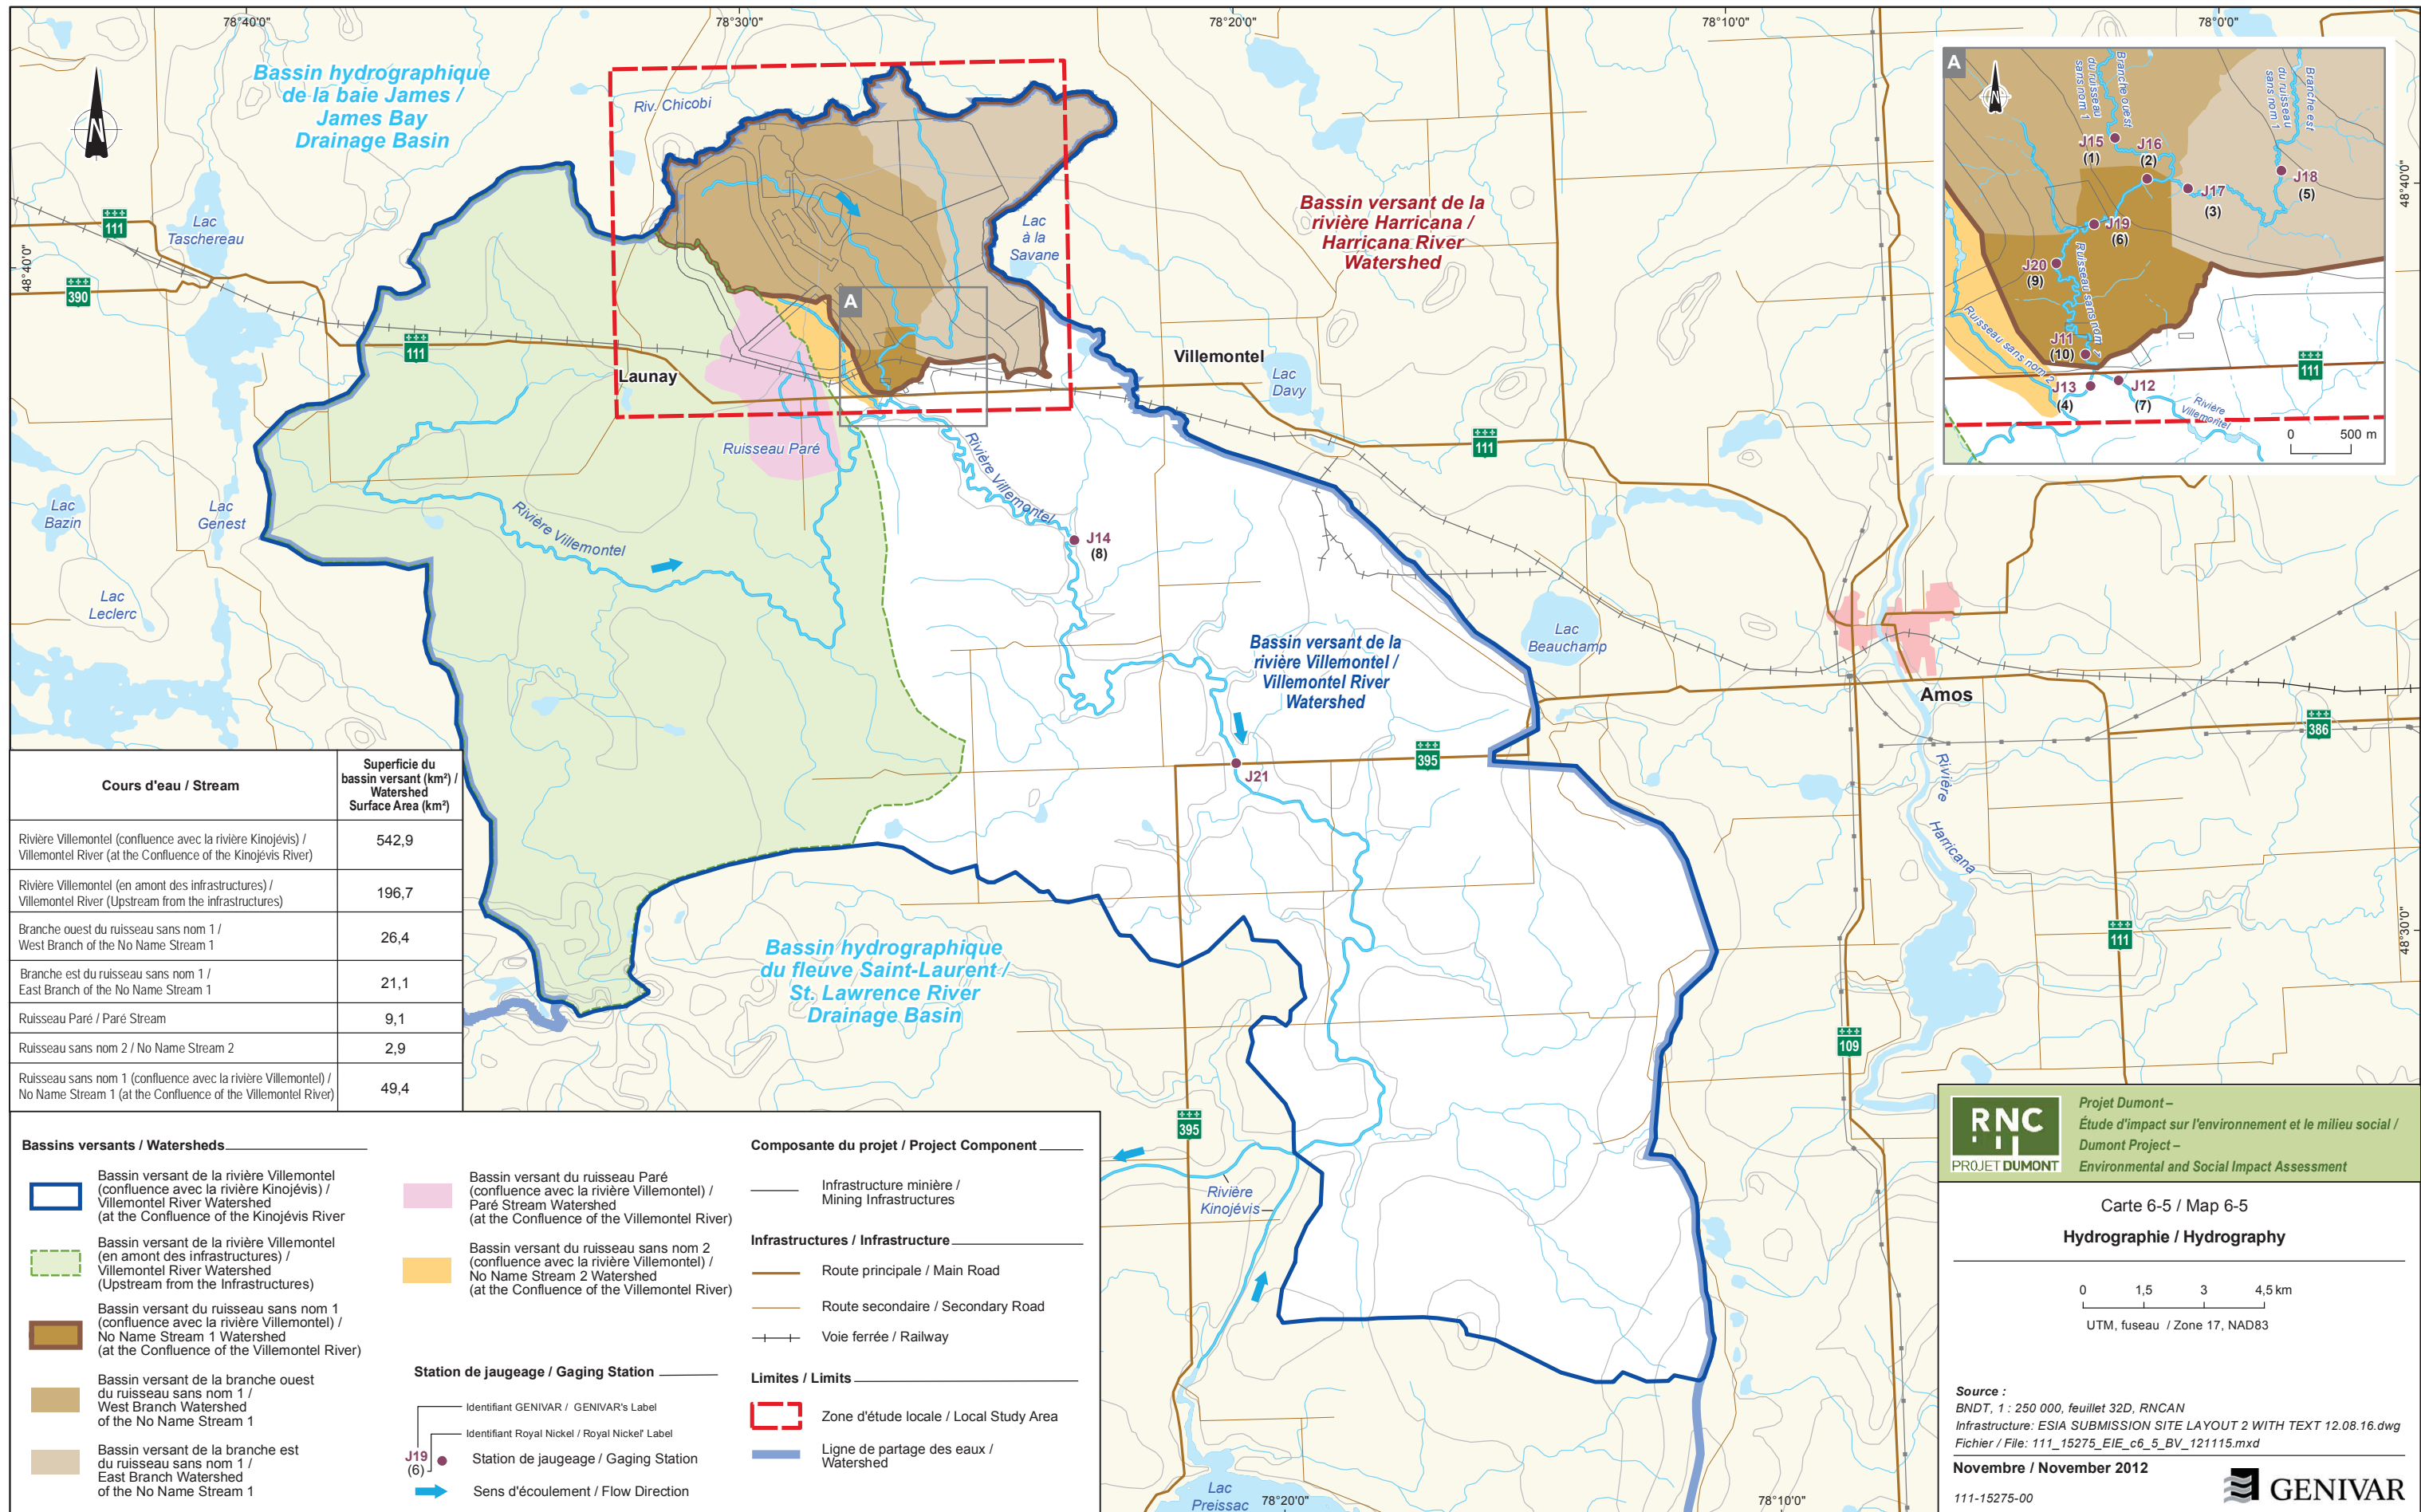 78°40'0"
78°30'0"
78°20'0"
78°10'0"
78°0'0"
Bassin hydrographique
de la baie James /
James Bay
Drainage Basin
Riv. Chicobi
N
Lac
Taschereau
111
390
48°40'0"
111
Launay
Lac
à la
Savane
A
Bassin versant de la
rivière Harricana /
Harricana River
Watershed
Villemontel
Lac
Davy
111
Ruisseau Paré
Rivière Villemontel
Rivière Villemontel
Lac
Bazin
Lac
Genest
Lac
Leclerc
J14
(8)
Bassin versant de la
rivière Villemontel /
Villemontel River
Watershed
Lac
Beauchamp
Amos
386
395
J21
Rivière
Harricana
111
109
48°40'0"
48°30'0"
A
N
Branche ouest
du ruisseau
sans nom 1
Branche est
du ruisseau
sans nom 1
J15
(1)
J16
(2)
J17
(3)
J18
(5)
J19
(6)
J20
(9)
Ruisseau sans nom 1
Ruisseau sans nom 2
J11
(10)
J13
(4)
J12
(7)
111
Rivière
Villemontel
0 500 m
Cours d'eau / Stream
Superficie du
bassin versant (km²) /
Watershed
Surface Area (km²)
Rivière Villemontel (confluence avec la rivière Kinojévis) /
Villemontel River (at the Confluence of the Kinojévis River)
542,9
Rivière Villemontel (en amont des infrastructures) /
Villemontel River (Upstream from the infrastructures)
196,7
Branche ouest du ruisseau sans nom 1 /
West Branch of the No Name Stream 1
26,4
Branche est du ruisseau sans nom 1 /
East Branch of the No Name Stream 1
21,1
Ruisseau Paré / Paré Stream
9,1
Ruisseau sans nom 2 / No Name Stream 2
2,9
Ruisseau sans nom 1 (confluence avec la rivière Villemontel) /
No Name Stream 1 (at the Confluence of the Villemontel River)
49,4
Bassin hydrographique
du fleuve Saint-Laurent /
St. Lawrence River
Drainage Basin
395
Rivière
Kinojévis
Lac
Preissac
78°20'0"
78°10'0"
Bassins versants / Watersheds
Bassin versant de la rivière Villemontel
(confluence avec la rivière Kinojévis) /
Villemontel River Watershed
(at the Confluence of the Kinojévis River
Bassin versant de la rivière Villemontel
(en amont des infrastructures) /
Villemontel River Watershed
(Upstream from the Infrastructures)
Bassin versant du ruisseau sans nom 1
(confluence avec la rivière Villemontel) /
No Name Stream 1 Watershed
(at the Confluence of the Villemontel River)
Bassin versant de la branche ouest
du ruisseau sans nom 1 /
West Branch Watershed
of the No Name Stream 1
Bassin versant de la branche est
du ruisseau sans nom 1 /
East Branch Watershed
of the No Name Stream 1
Bassin versant du ruisseau Paré
(confluence avec la rivière Villemontel) /
Paré Stream Watershed
(at the Confluence of the Villemontel River)
Bassin versant du ruisseau sans nom 2
(confluence avec la rivière Villemontel) /
No Name Stream 2 Watershed
(at the Confluence of the Villemontel River)
Station de jaugeage / Gaging Station
Identifiant GENIVAR / GENIVAR's Label
Identifiant Royal Nickel / Royal Nickel' Label
J19
(6)
Station de jaugeage / Gaging Station
Sens d'écoulement / Flow Direction
Composante du projet / Project Component
Infrastructure minière /
Mining Infrastructures
Infrastructures / Infrastructure
Route principale / Main Road
Route secondaire / Secondary Road
Voie ferrée / Railway
Limites / Limits
Zone d'étude locale / Local Study Area
Ligne de partage des eaux /
Watershed
RNC
PROJET DUMONT
Projet Dumont –
Étude d'impact sur l'environnement et le milieu social /
Dumont Project –
Environmental and Social Impact Assessment
Carte 6-5 / Map 6-5
Hydrographie / Hydrography
0 1,5 3 4,5 km
UTM, fuseau / Zone 17, NAD83
Source :
BNDT, 1 : 250 000, feuillet 32D, RNCAN
Infrastructure: ESIA SUBMISSION SITE LAYOUT 2 WITH TEXT 12.08.16.dwg
Fichier / File: 111_15275_EIE_c6_5_BV_121115.mxd
Novembre / November 2012
111-15275-00
GENIVAR